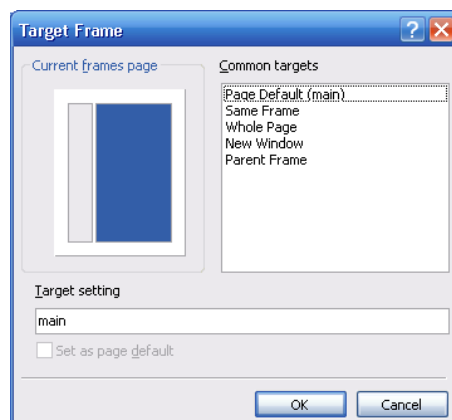 Target Frame
Current frames page
Common targets
Page Default (main)
Same Frame
Whole Page
New Window
Parent Frame
Target setting
main
Set as page default
OK
Cancel